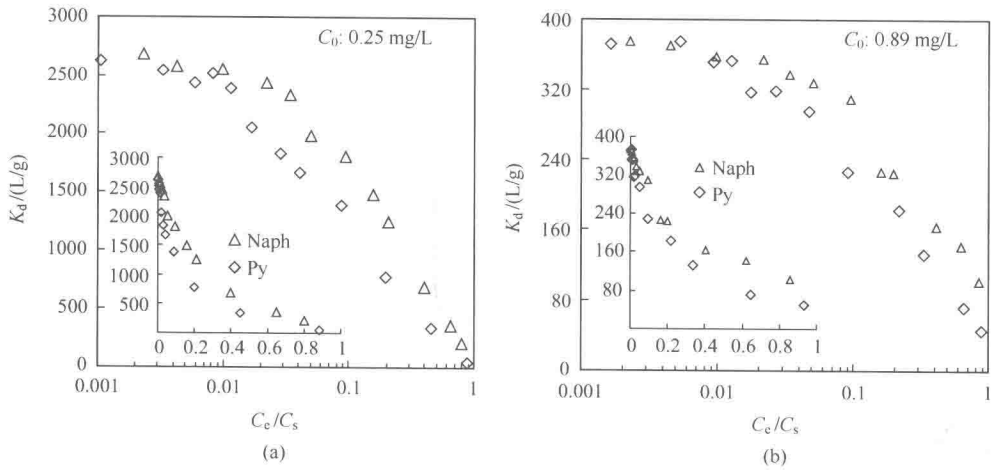 3000
2500
2000
1500
1000
500
0
K_d/(L/g)
C_0: 0.25 mg/L
3000
2500
2000
1500
1000
500
0 0.2 0.4 0.6 0.8 1
Naph
Py
0.001 0.01 0.1 1
C_e/C_s
(a)
400
320
240
160
80
0
K_d/(L/g)
C_0: 0.89 mg/L
400
320
240
160
80
0 0.2 0.4 0.6 0.8 1
Naph
Py
0.001 0.01 0.1 1
C_e/C_s
(b)